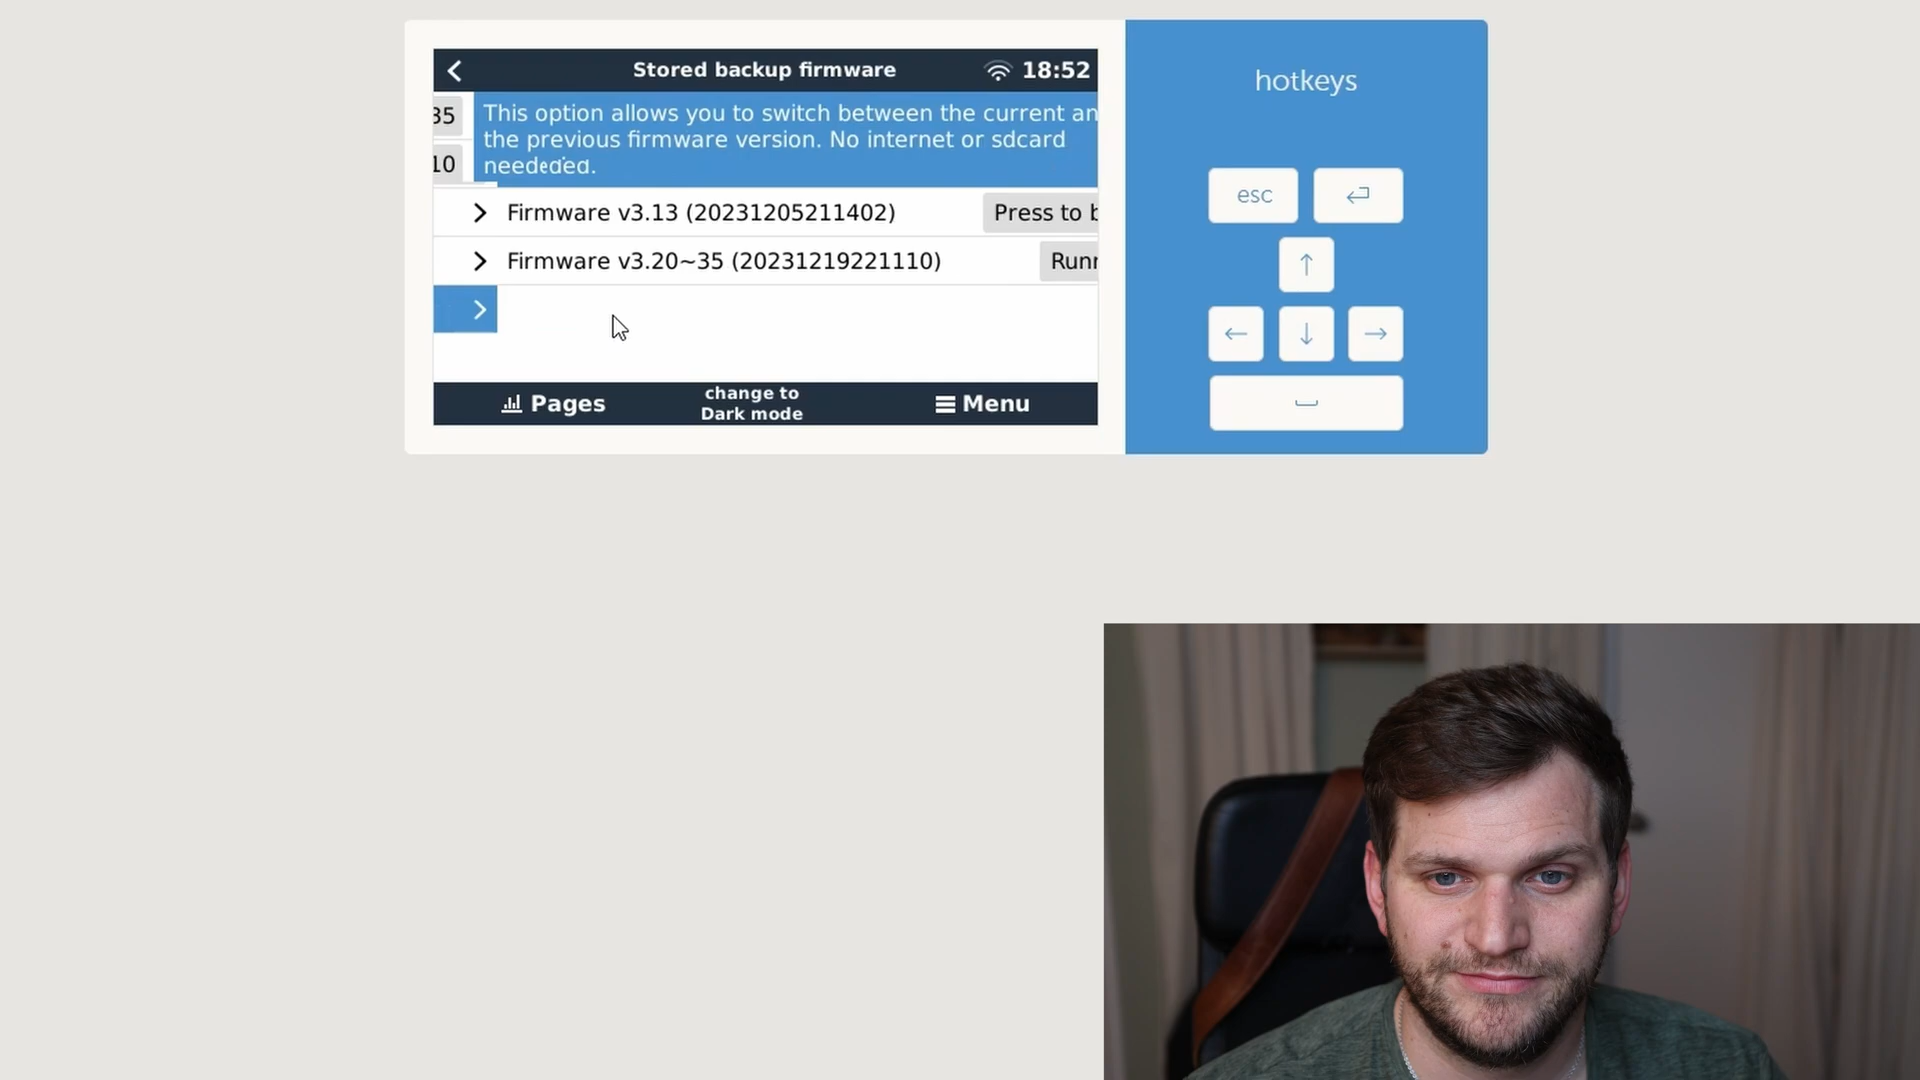 Stored backup firmware
18:52
35
10
This option allows you to switch between the current an
the previous firmware version. No internet or sdcard
Firmware v3.13 (20231205211402)
Press to b
Firmware v3.20~35 (20231219221110)
Runn
Pages
change to
Dark mode
Menu
hotkeys
esc